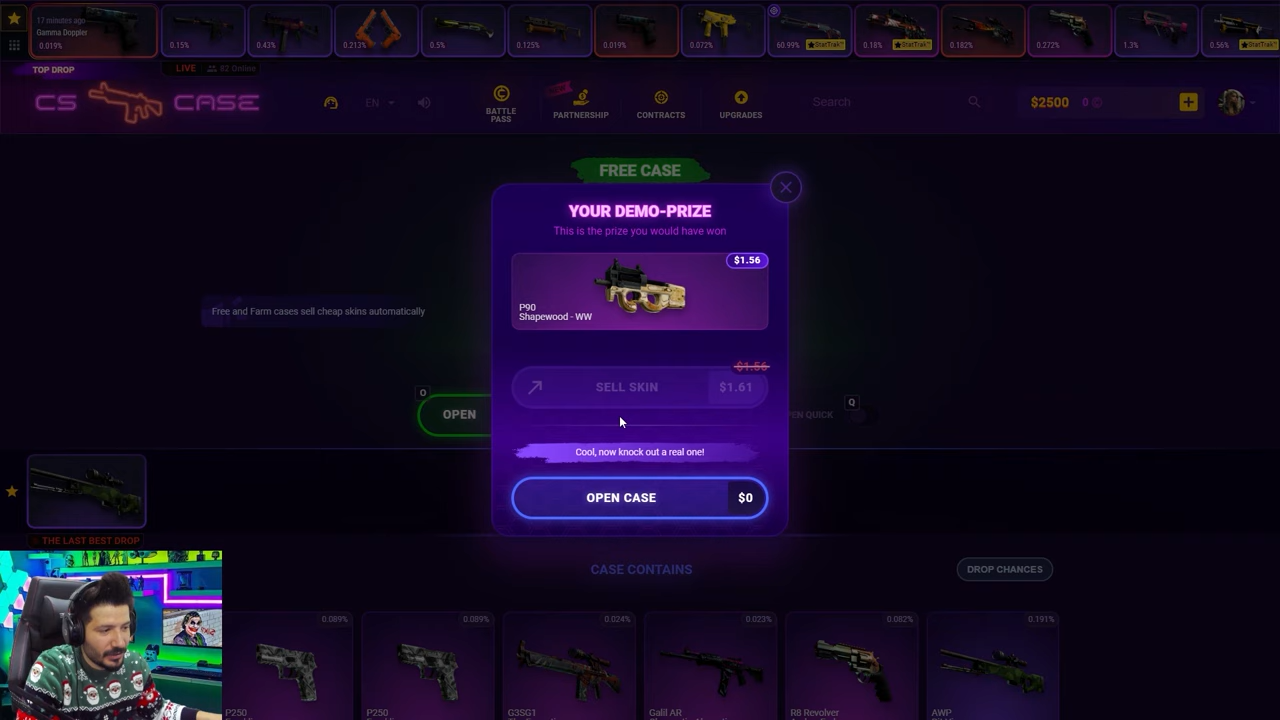 17 minutes ago
Gamma Doppler
0.019%
0.15%
0.43%
0.213%
0.5%
0.125%
0.019%
0.072%
60.99%
StatTrak™
0.18%
StatTrak™
0.182%
0.272%
1.3%
0.56%
StatTrak™
TOP DROP
LIVE
82 Online
CS CASE
EN
BATTLE
PASS
PARTNERSHIP
CONTRACTS
UPGRADES
Search
$2500
0
FREE CASE
YOUR DEMO-PRIZE
This is the prize you would have won
$1.56
P90
Shapewood - WW
Free and Farm cases sell cheap skins automatically
$1.56
SELL SKIN
$1.61
O
OPEN
Q
Cool, now knock out a real one!
OPEN CASE
$0
THE LAST BEST DROP
CASE CONTAINS
DROP CHANCES
0.089%
0.089%
0.024%
0.023%
0.082%
0.191%
P250
P250
G3SG1
Galil AR
R8 Revolver
AWP